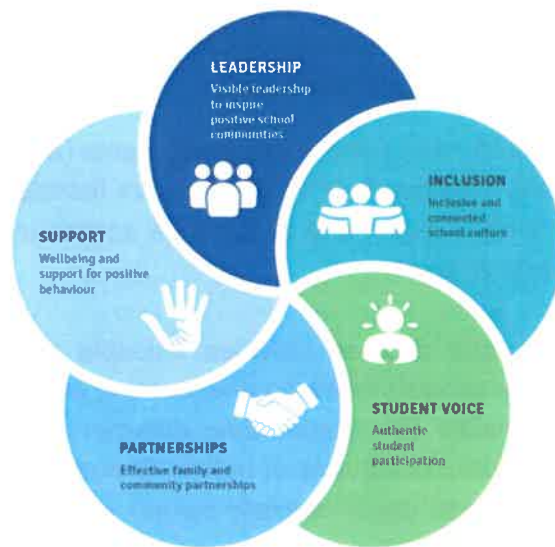 LEADERSHIP
Visible leadership
to inspire
positive school
communities
INCLUSION
Inclusive and
connected
school culture
SUPPORT
Wellbeing and
support for positive
behaviour
STUDENT VOICE
Authentic
student
participation
PARTNERSHIPS
Effective family and
community partnerships